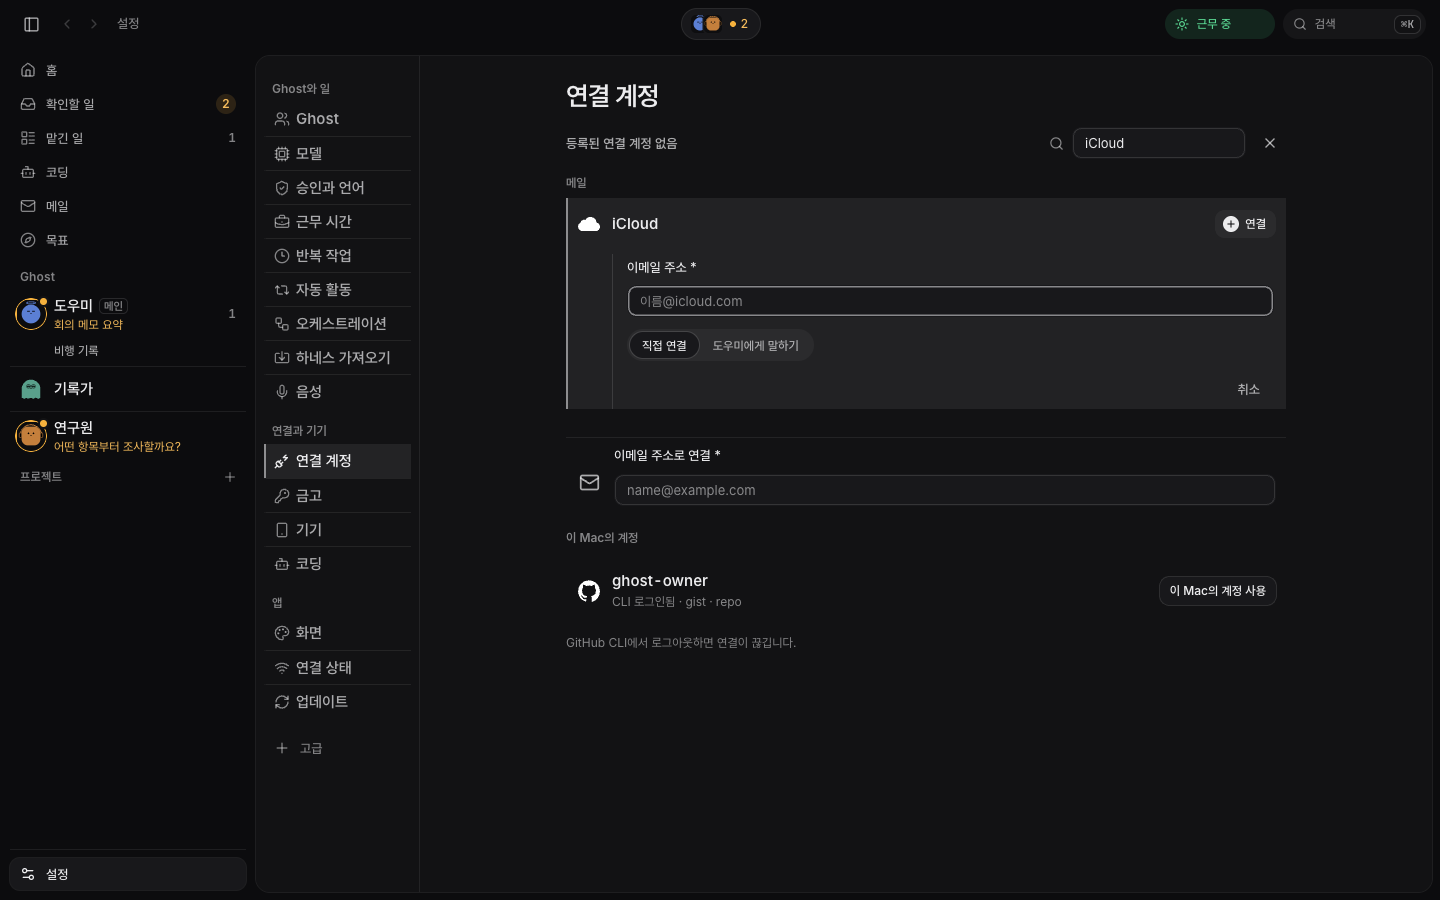 설정
2
근무 중
검색
⌘K
홈
확인할 일
2
맡긴 일
1
코딩
메일
목표
Ghost
도우미 메인
회의 메모 요약
1
비행 기록
기록가
연구원
어떤 항목부터 조사할까요?
프로젝트
설정
Ghost와 일
Ghost
모델
승인과 언어
근무 시간
반복 작업
자동 활동
오케스트레이션
하네스 가져오기
음성
연결과 기기
연결 계정
금고
기기
코딩
앱
화면
연결 상태
업데이트
고급
연결 계정
등록된 연결 계정 없음
iCloud
메일
iCloud
연결
이메일 주소 *
이름@icloud.com
직접 연결
도우미에게 말하기
취소
이메일 주소로 연결 *
name@example.com
이 Mac의 계정
ghost-owner
CLI 로그인됨 · gist · repo
이 Mac의 계정 사용
GitHub CLI에서 로그아웃하면 연결이 끊깁니다.